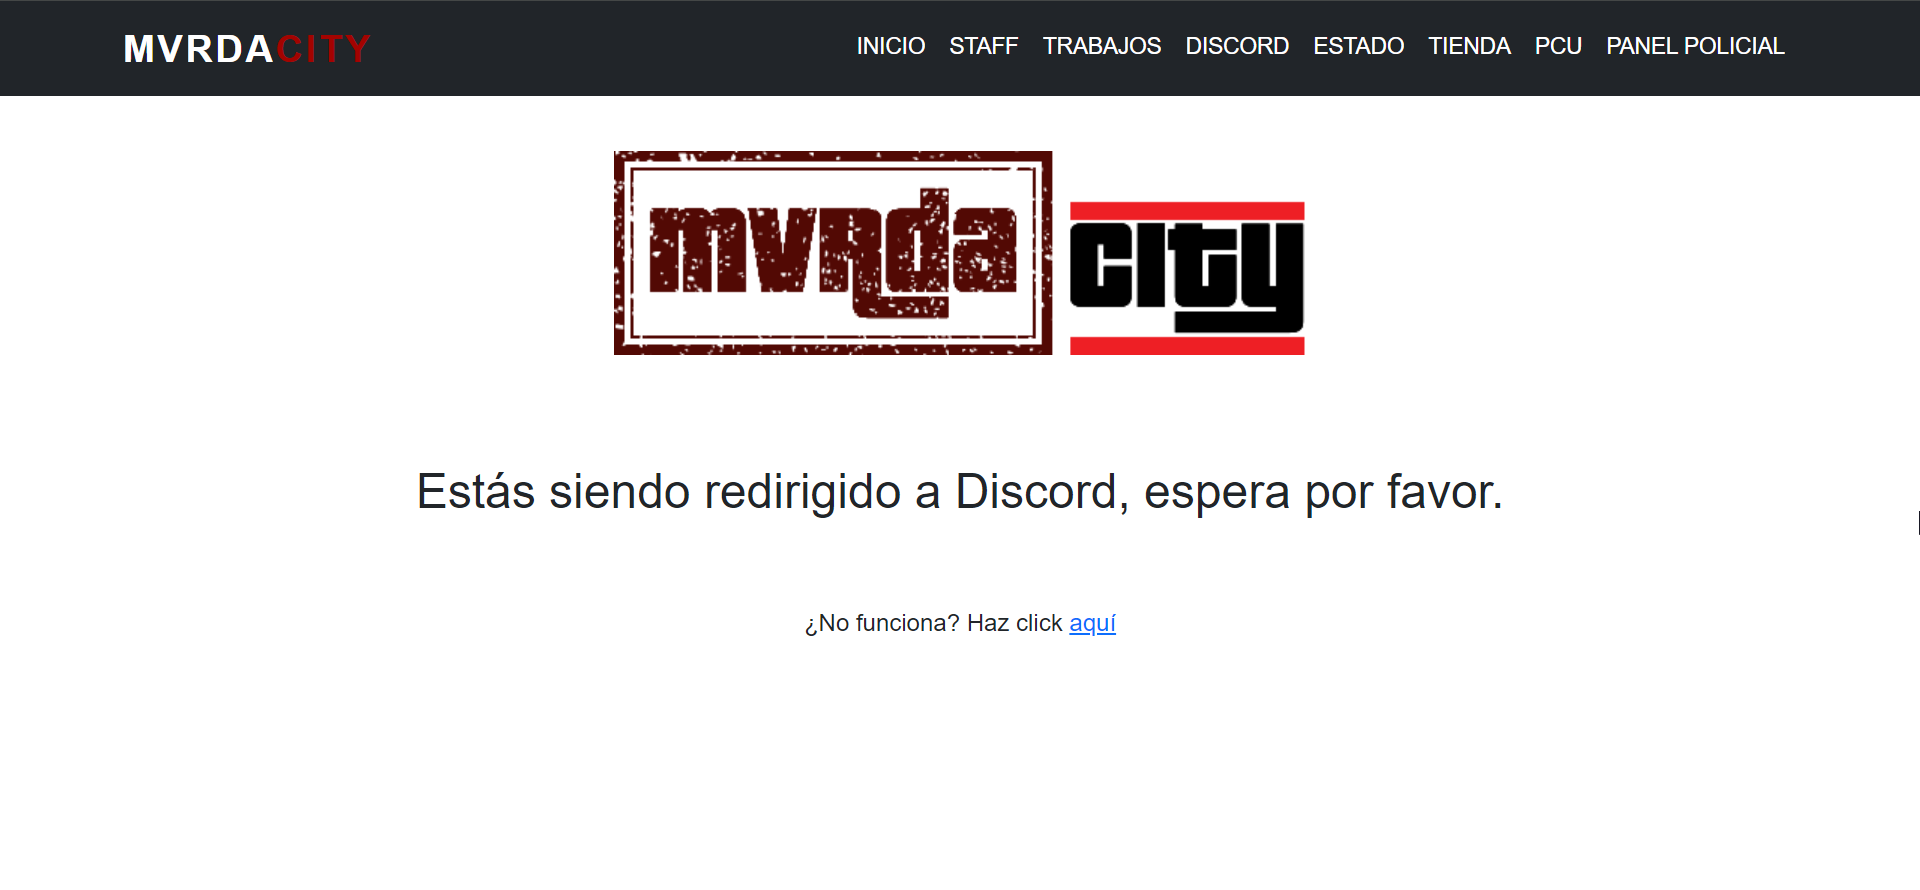 MVRDACITY INICIO STAFF TRABAJOS DISCORD ESTADO TIENDA PCU PANEL POLICIAL
mvRda city
Estás siendo redirigido a Discord, espera por favor.
¿No funciona? Haz click aquí